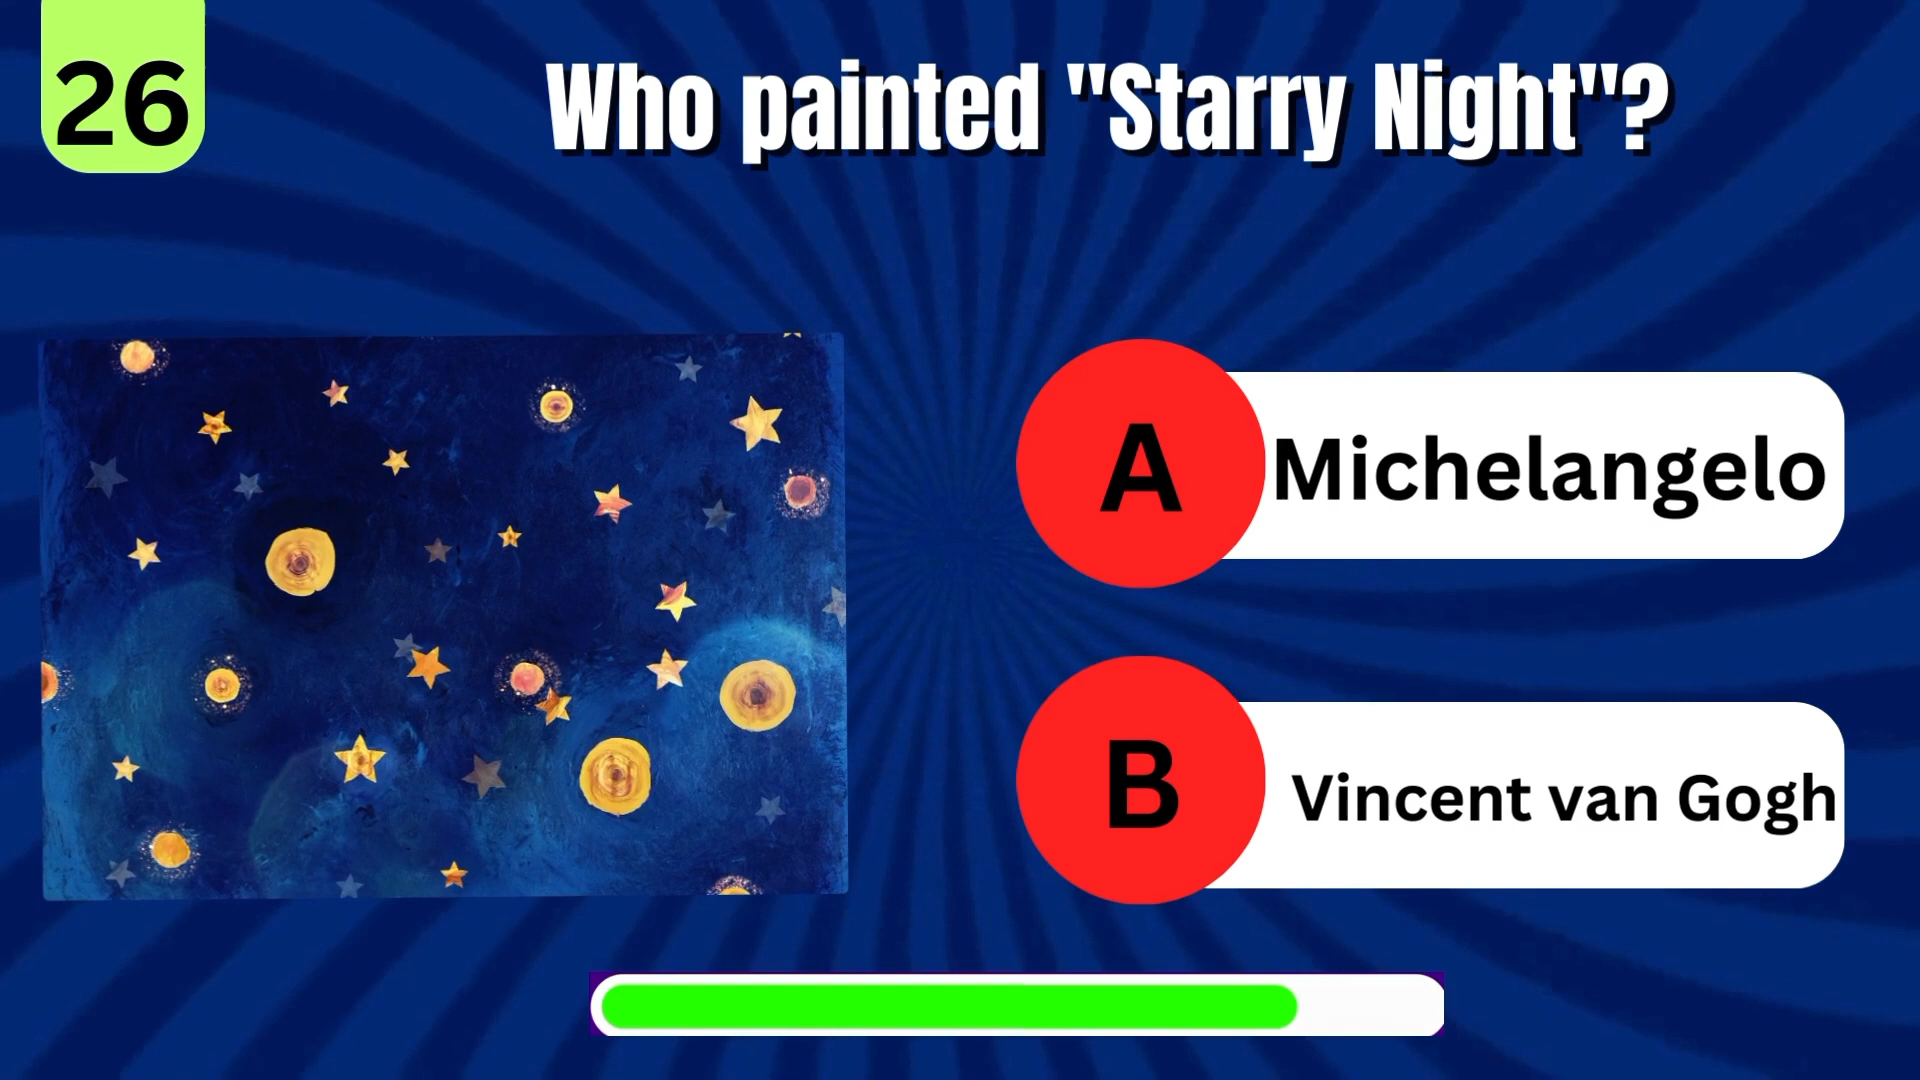 26
Who painted "Starry Night"?
A
Michelangelo
B
Vincent van Gogh